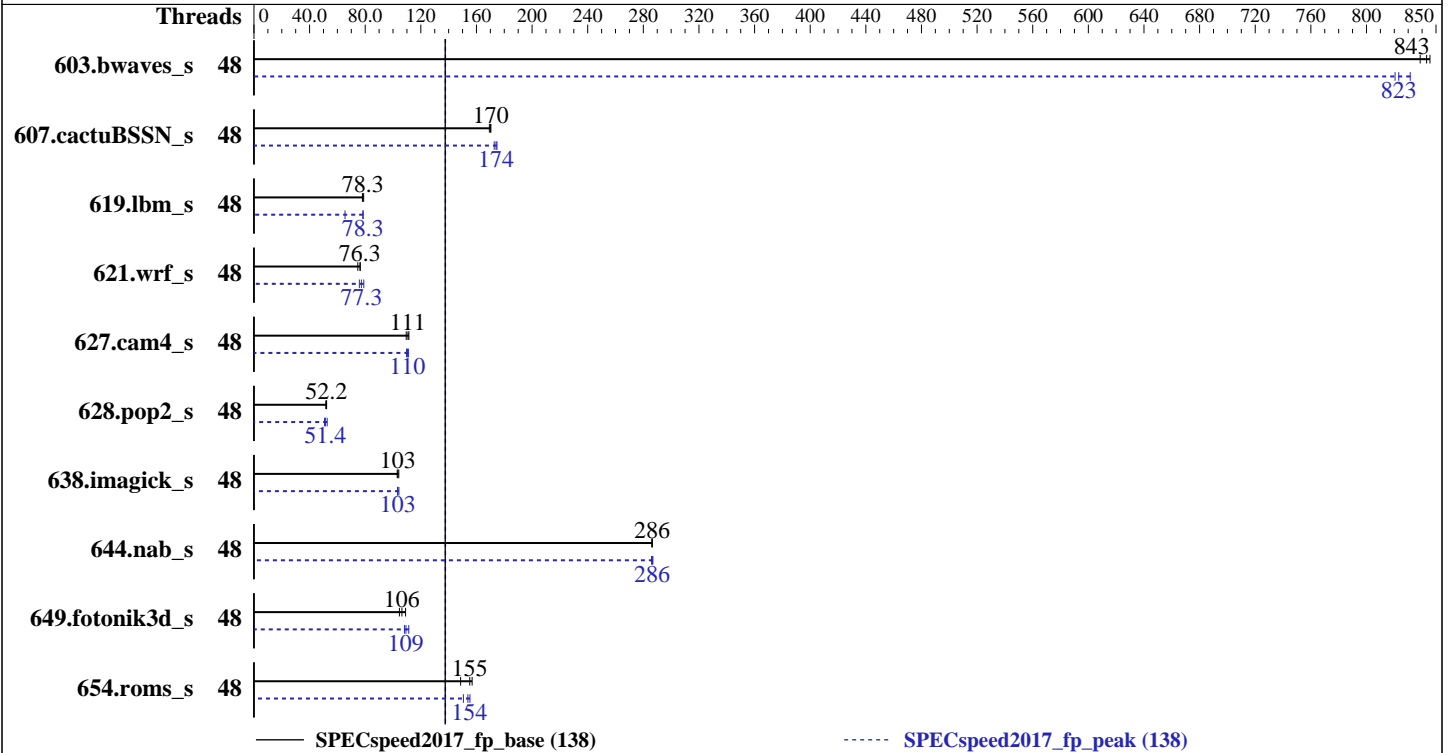 Threads 0 40.0 80.0 120 160 200 240 280 320 360 400 440 480 520 560 600 640 680 720 760 800 850
603.bwaves_s 48 843
823
607.cactuBSSN_s 48 170
174
619.lbm_s 48 78.3
78.3
621.wrf_s 48 76.3
77.3
627.cam4_s 48 111
110
628.pop2_s 48 52.2
51.4
638.imagick_s 48 103
103
644.nab_s 48 286
286
649.fotonik3d_s 48 106
109
654.roms_s 48 155
154
SPECspeed2017_fp_base (138) SPECspeed2017_fp_peak (138)